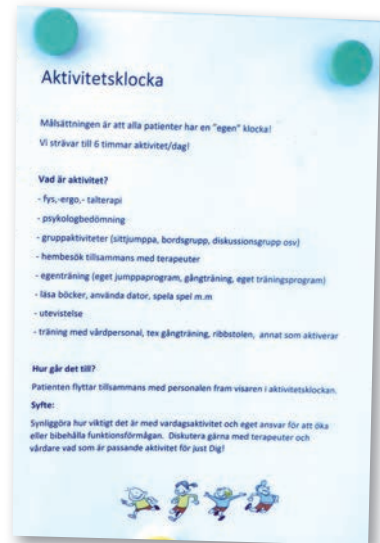 Aktivitetsklocka
Målsättningen är att alla patienter har en "egen" klocka!
Vi strävar till 6 timmar aktivitet/dag!
Vad är aktivitet?
- fys,-ergo,- talterapi
- psykologbedömning
- gruppaktiviteter (sittjumppa, bordsgrupp, diskussionsgrupp osv)
- hembesök tillsammans med terapeuter
- egenträning (eget jumppaprogram, gångträning, eget träningsprogram)
- läsa böcker, använda dator, spela spel m.m
- utevistelse
- träning med vårdpersonal, tex gångträning, ribbstolen, annat som aktiverar
Hur går det till?
Patienten flyttar tillsammans med personalen fram visaren i aktivitetsklockan.
Syfte:
Synliggöra hur viktigt det är med vardagsaktivitet och eget ansvar för att öka
eller bibehålla funktionsförmågan. Diskutera gärna med terapeuter och
vårdare vad som är passande aktivitet för just Dig!